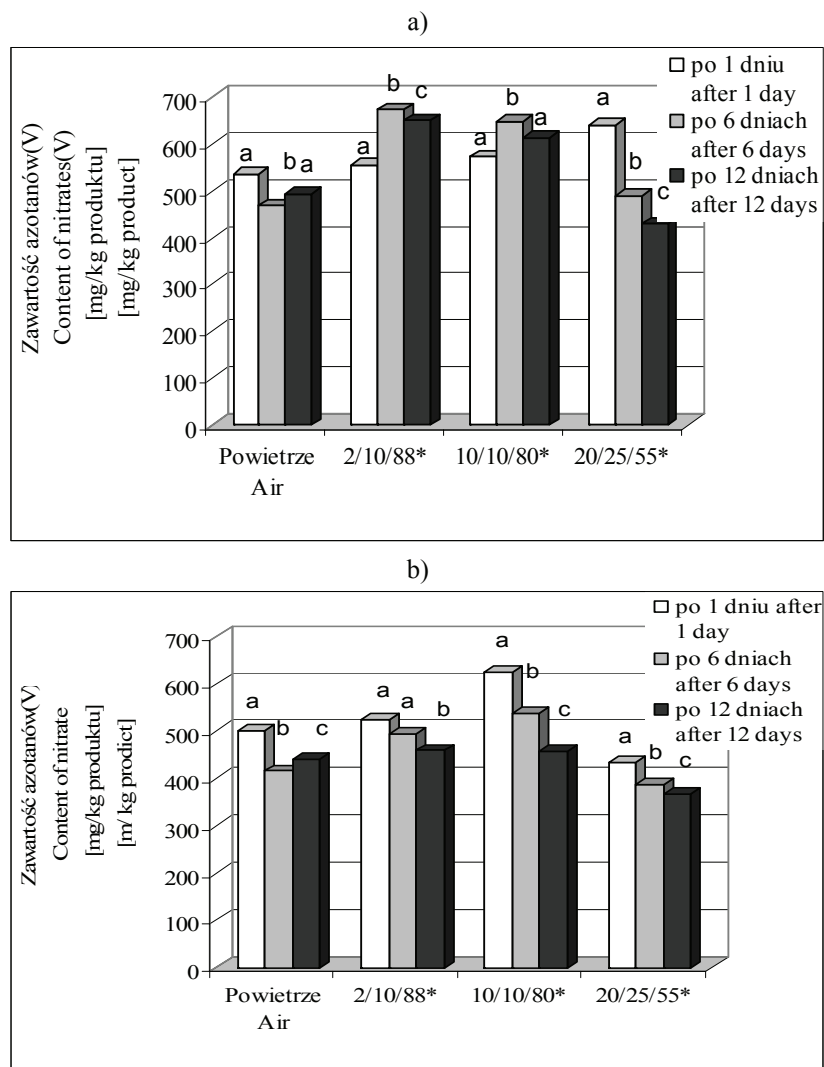 a)
Zawartość azotanów(V)
Content of nitrates(V)
[mg/kg produktu]
[mg/kg product]
700
600
500
400
300
200
100
0
a
b
a
a
b
c
a
b
a
a
b
c
po 1 dniu
after 1 day
po 6 dniach
after 6 days
po 12 dniach
after 12 days
Powietrze
Air
2/10/88*
10/10/80*
20/25/55*
b)
Zawartość azotanów(V)
Content of nitrate
[mg/kg produktu]
[m/ kg prodict]
700
600
500
400
300
200
100
0
a
b
c
a
a
b
a
b
c
a
b
c
po 1 dniu after
1 day
po 6 dniach
after 6 days
po 12 dniach
after 12 days
Powietrze
Air
2/10/88*
10/10/80*
20/25/55*